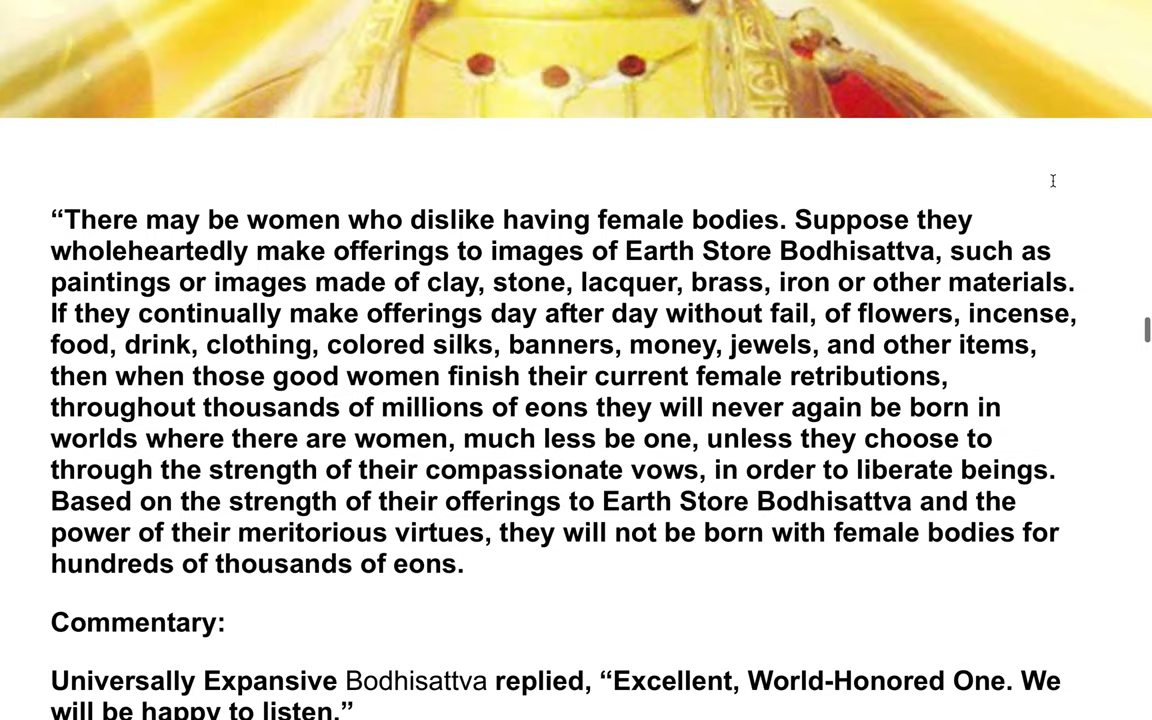 “There may be women who dislike having female bodies. Suppose they
wholeheartedly make offerings to images of Earth Store Bodhisattva, such as
paintings or images made of clay, stone, lacquer, brass, iron or other materials.
If they continually make offerings day after day without fail, of flowers, incense,
food, drink, clothing, colored silks, banners, money, jewels, and other items,
then when those good women finish their current female retributions,
throughout thousands of millions of eons they will never again be born in
worlds where there are women, much less be one, unless they choose to
through the strength of their compassionate vows, in order to liberate beings.
Based on the strength of their offerings to Earth Store Bodhisattva and the
power of their meritorious virtues, they will not be born with female bodies for
hundreds of thousands of eons.
Commentary:
Universally Expansive Bodhisattva replied, “Excellent, World-Honored One. We
will be happy to listen.”